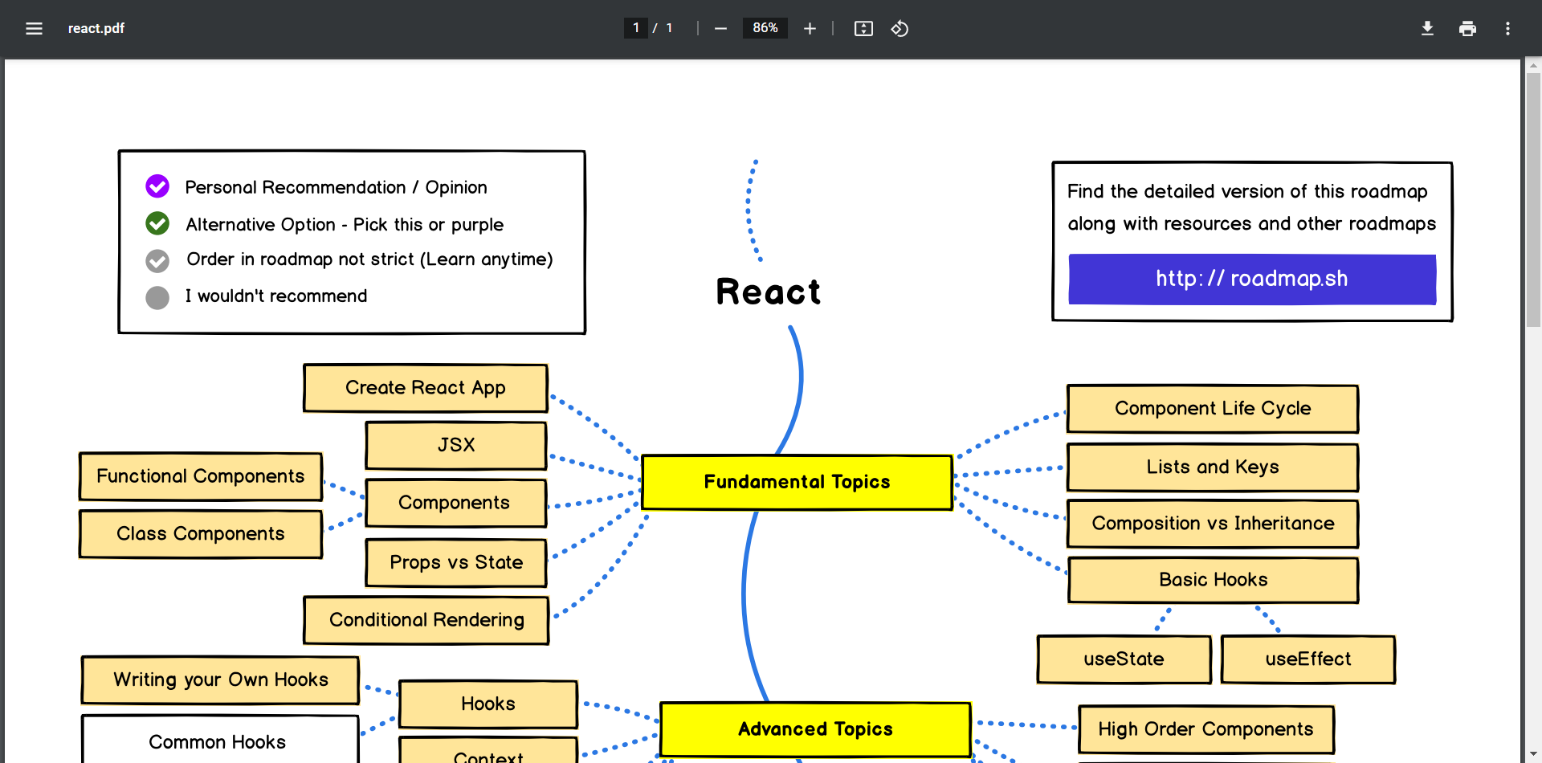 react.pdf
1 / 1
86%
Personal Recommendation / Opinion
Alternative Option - Pick this or purple
Order in roadmap not strict (Learn anytime)
I wouldn't recommend
React
Find the detailed version of this roadmap
along with resources and other roadmaps
http://roadmap.sh
Create React App
JSX
Functional Components
Components
Class Components
Props vs State
Conditional Rendering
Fundamental Topics
Component Life Cycle
Lists and Keys
Composition vs Inheritance
Basic Hooks
useState
useEffect
Writing your Own Hooks
Hooks
Common Hooks
Context
Advanced Topics
High Order Components